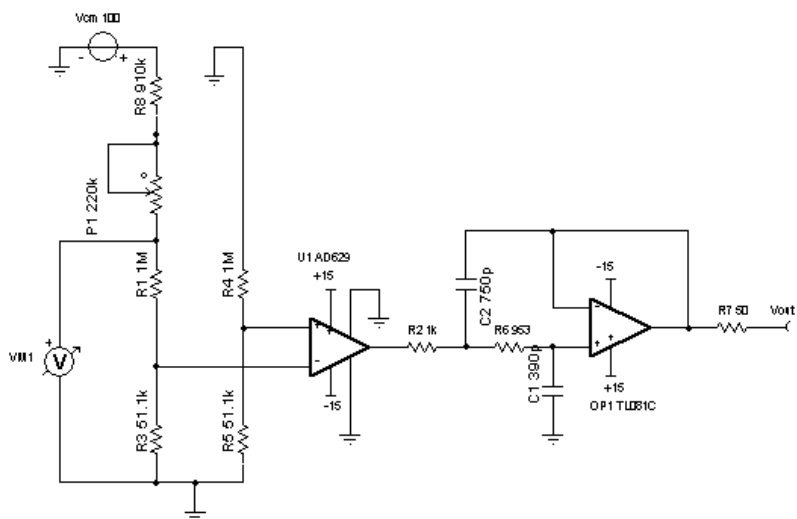 Vcm 100
-
+
R8 910k
P1 220k
R1 1M
R4 1M
U1 AD629
+15
+
+
-
-15
R2 1k
C2 750p
R6 953
C1 390p
-15
-
+
+
+15
OP1 TL081C
R7 50
Vout
+
V
VM1
R3 51.1k
R5 51.1k